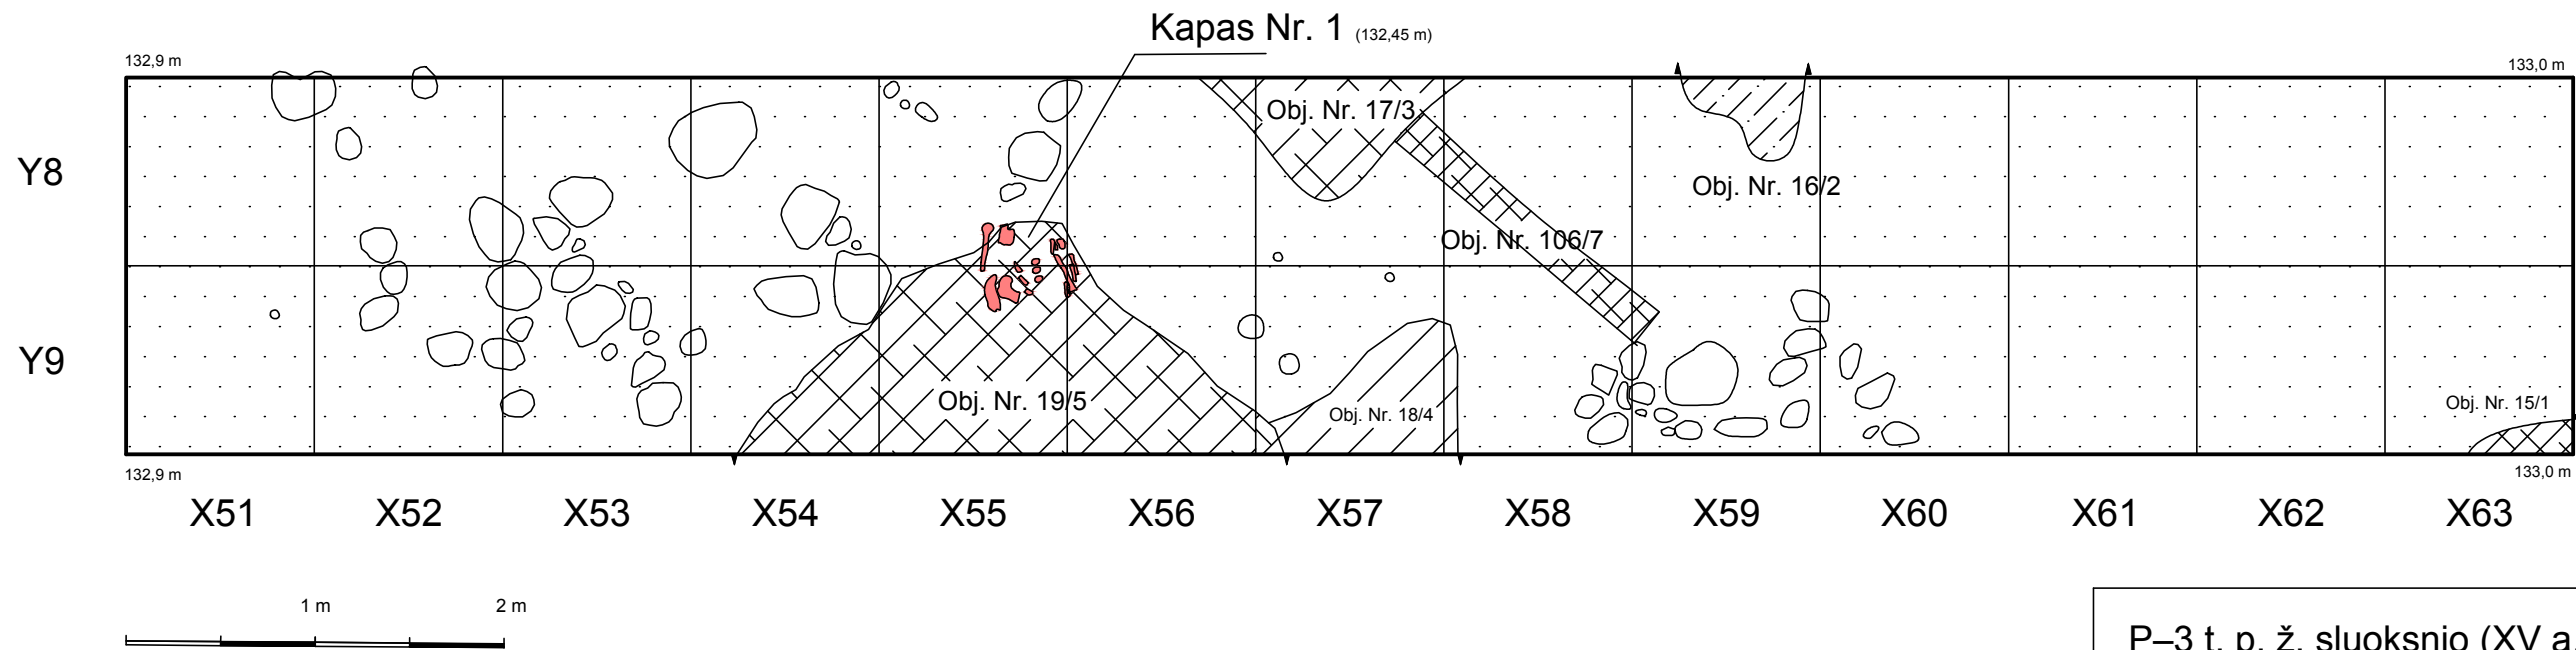 Kapas Nr. 1 (132,45 m)
132,9 m
133,0 m
Obj. Nr. 17/3
Y8
Obj. Nr. 16/2
Obj. Nr. 106/7
Y9
Obj. Nr. 19/5
Obj. Nr. 18/4
Obj. Nr. 15/1
132,9 m
133,0 m
X51 X52 X53 X54 X55 X56 X57 X58 X59 X60 X61 X62 X63
1 m 2 m
P–3 t. p. ž. sluoksnio (XV a.